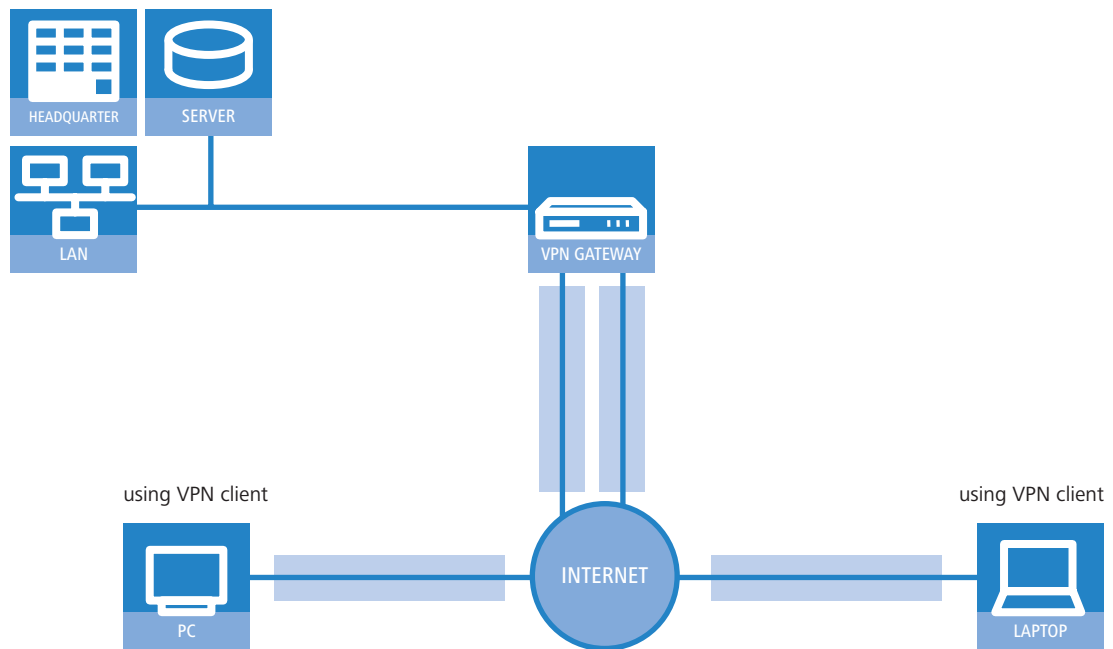 HEADQUARTER
SERVER
LAN
VPN GATEWAY
using VPN client
using VPN client
INTERNET
PC
LAPTOP